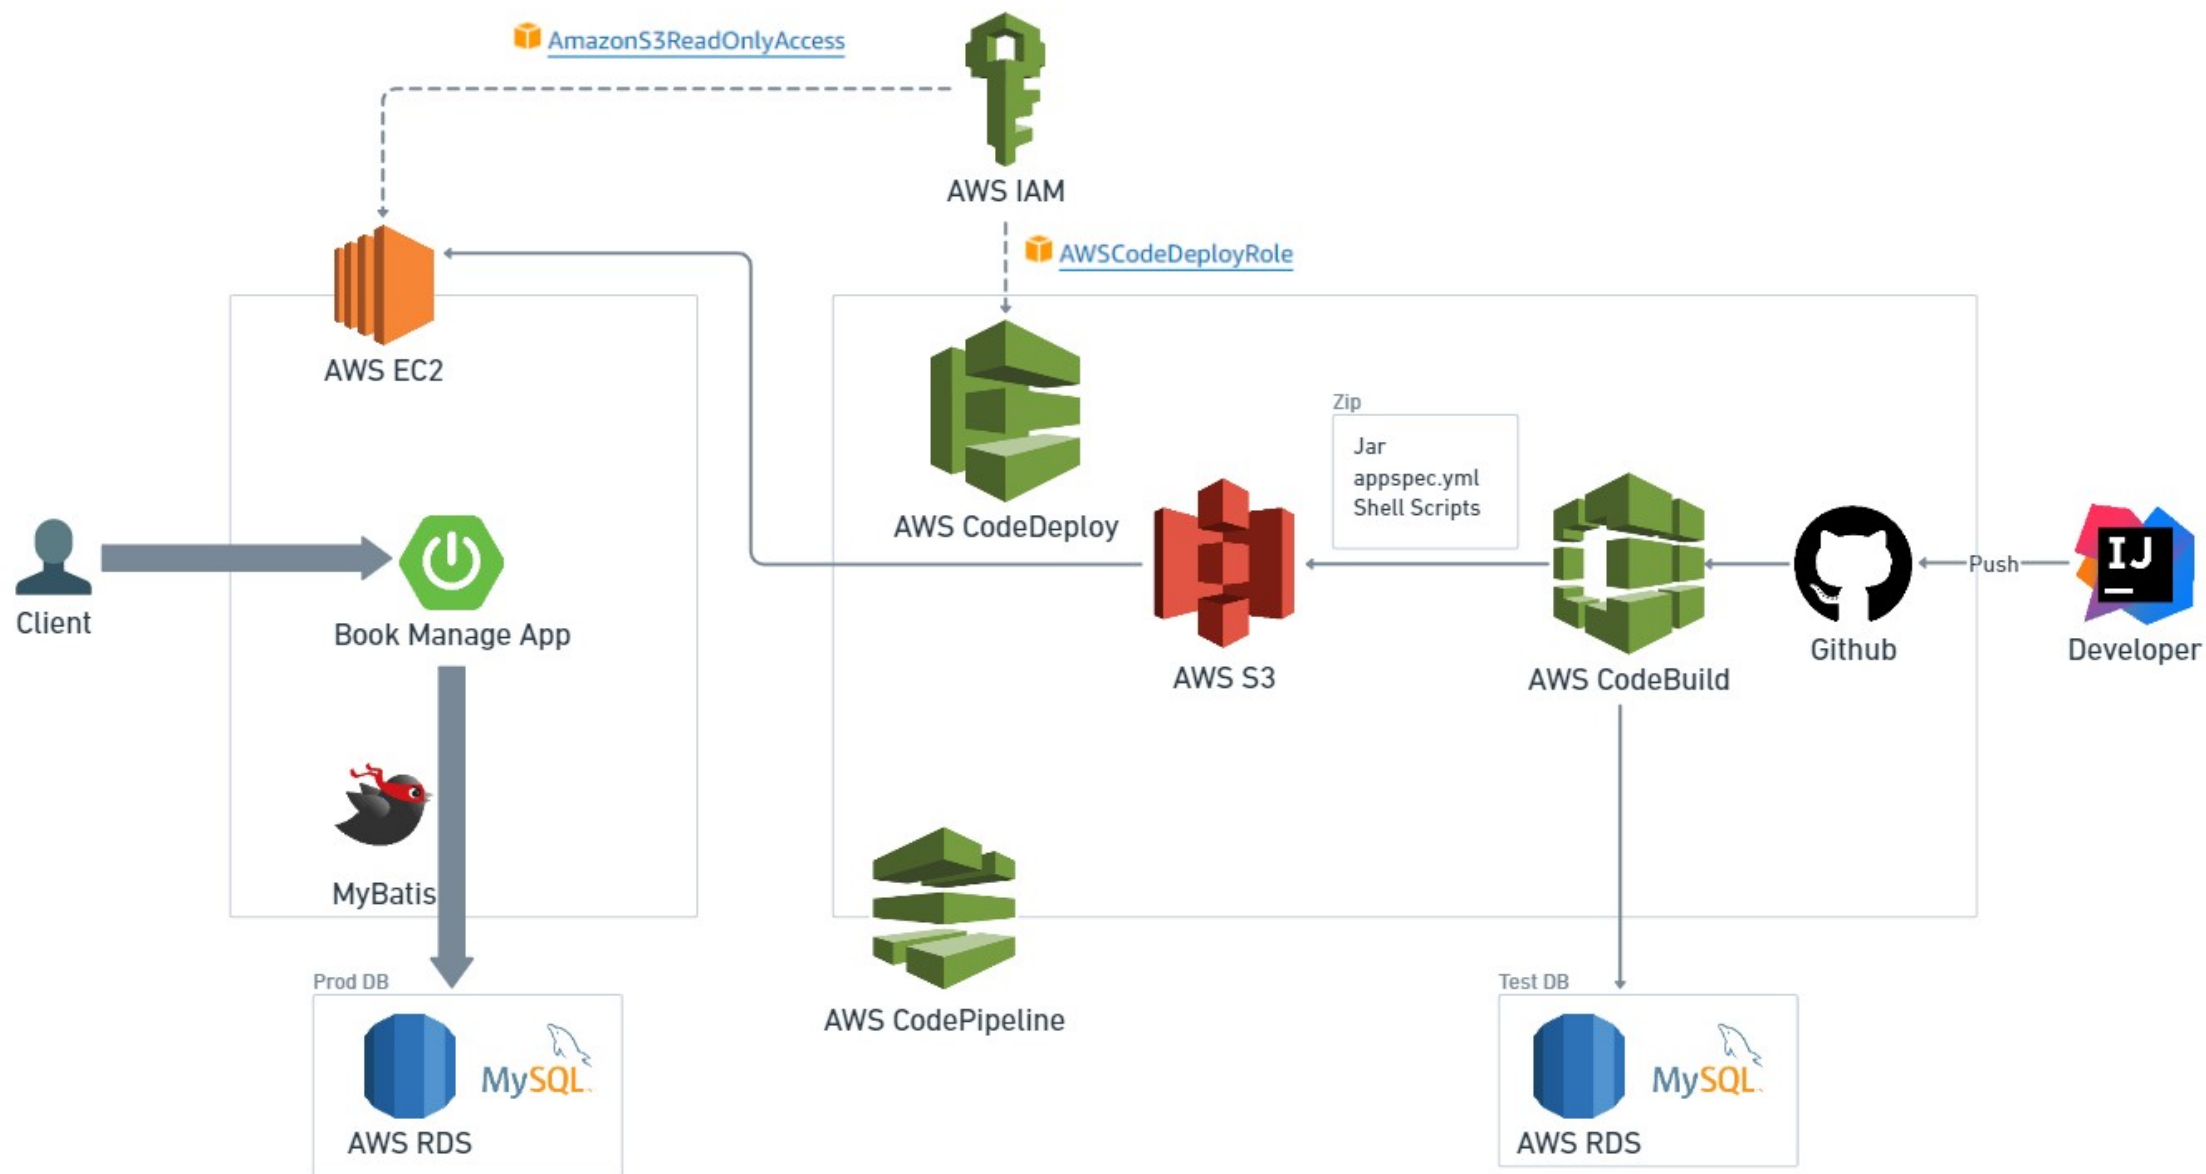 AmazonS3ReadOnlyAccess
AWS IAM
AWSCodeDeployRole
AWS EC2
AWS CodeDeploy
Zip
Jar
appspec.yml
Shell Scripts
Client
Book Manage App
AWS S3
AWS CodeBuild
Github
Push
IJ
Developer
MyBatis
AWS CodePipeline
Prod DB
MySQL
AWS RDS
Test DB
MySQL
AWS RDS